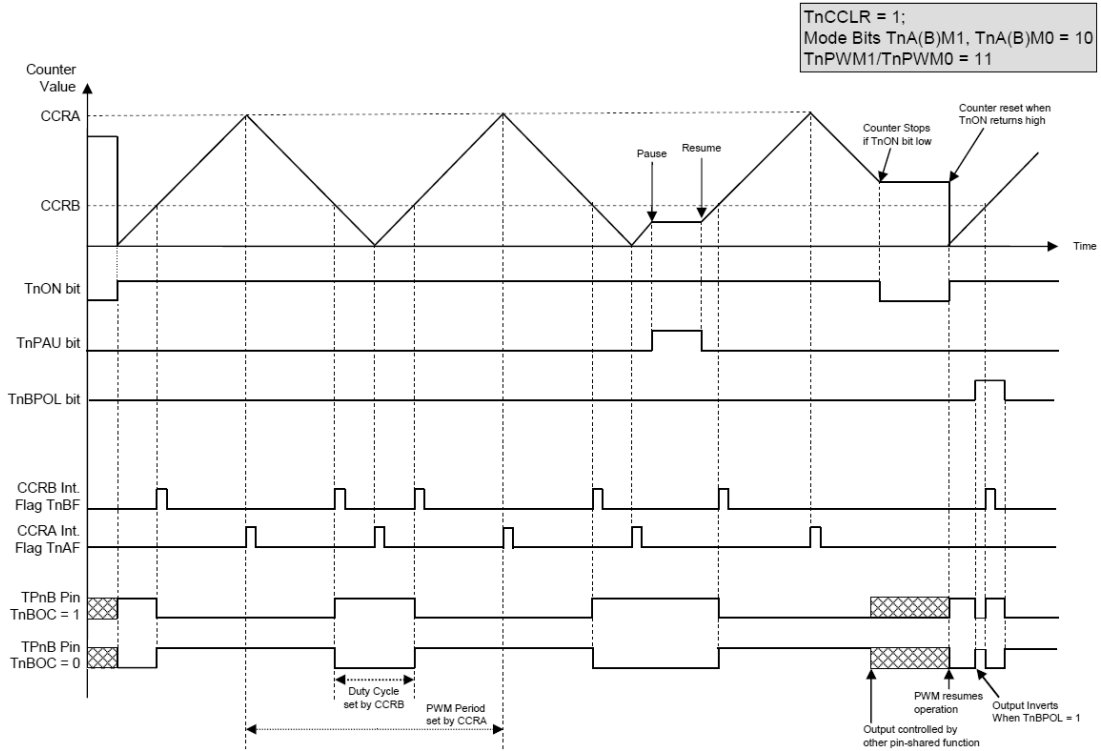 TnCCLR = 1;
Mode Bits TnA(B)M1, TnA(B)M0 = 10
TnPWM1/TnPWM0 = 11
Counter
Value
CCRA
Counter Stops
if TnON bit low
Counter reset when
TnON returns high
Pause
Resume
CCRB
Time
TnON bit
TnPAU bit
TnBPOL bit
CCRB Int.
Flag TnBF
CCRA Int.
Flag TnAF
TPnB Pin
TnBOC = 1
TPnB Pin
TnBOC = 0
Duty Cycle
set by CCRB
PWM Period
set by CCRA
Output controlled by
other pin-shared function
PWM resumes
operation
Output Inverts
When TnBPOL = 1